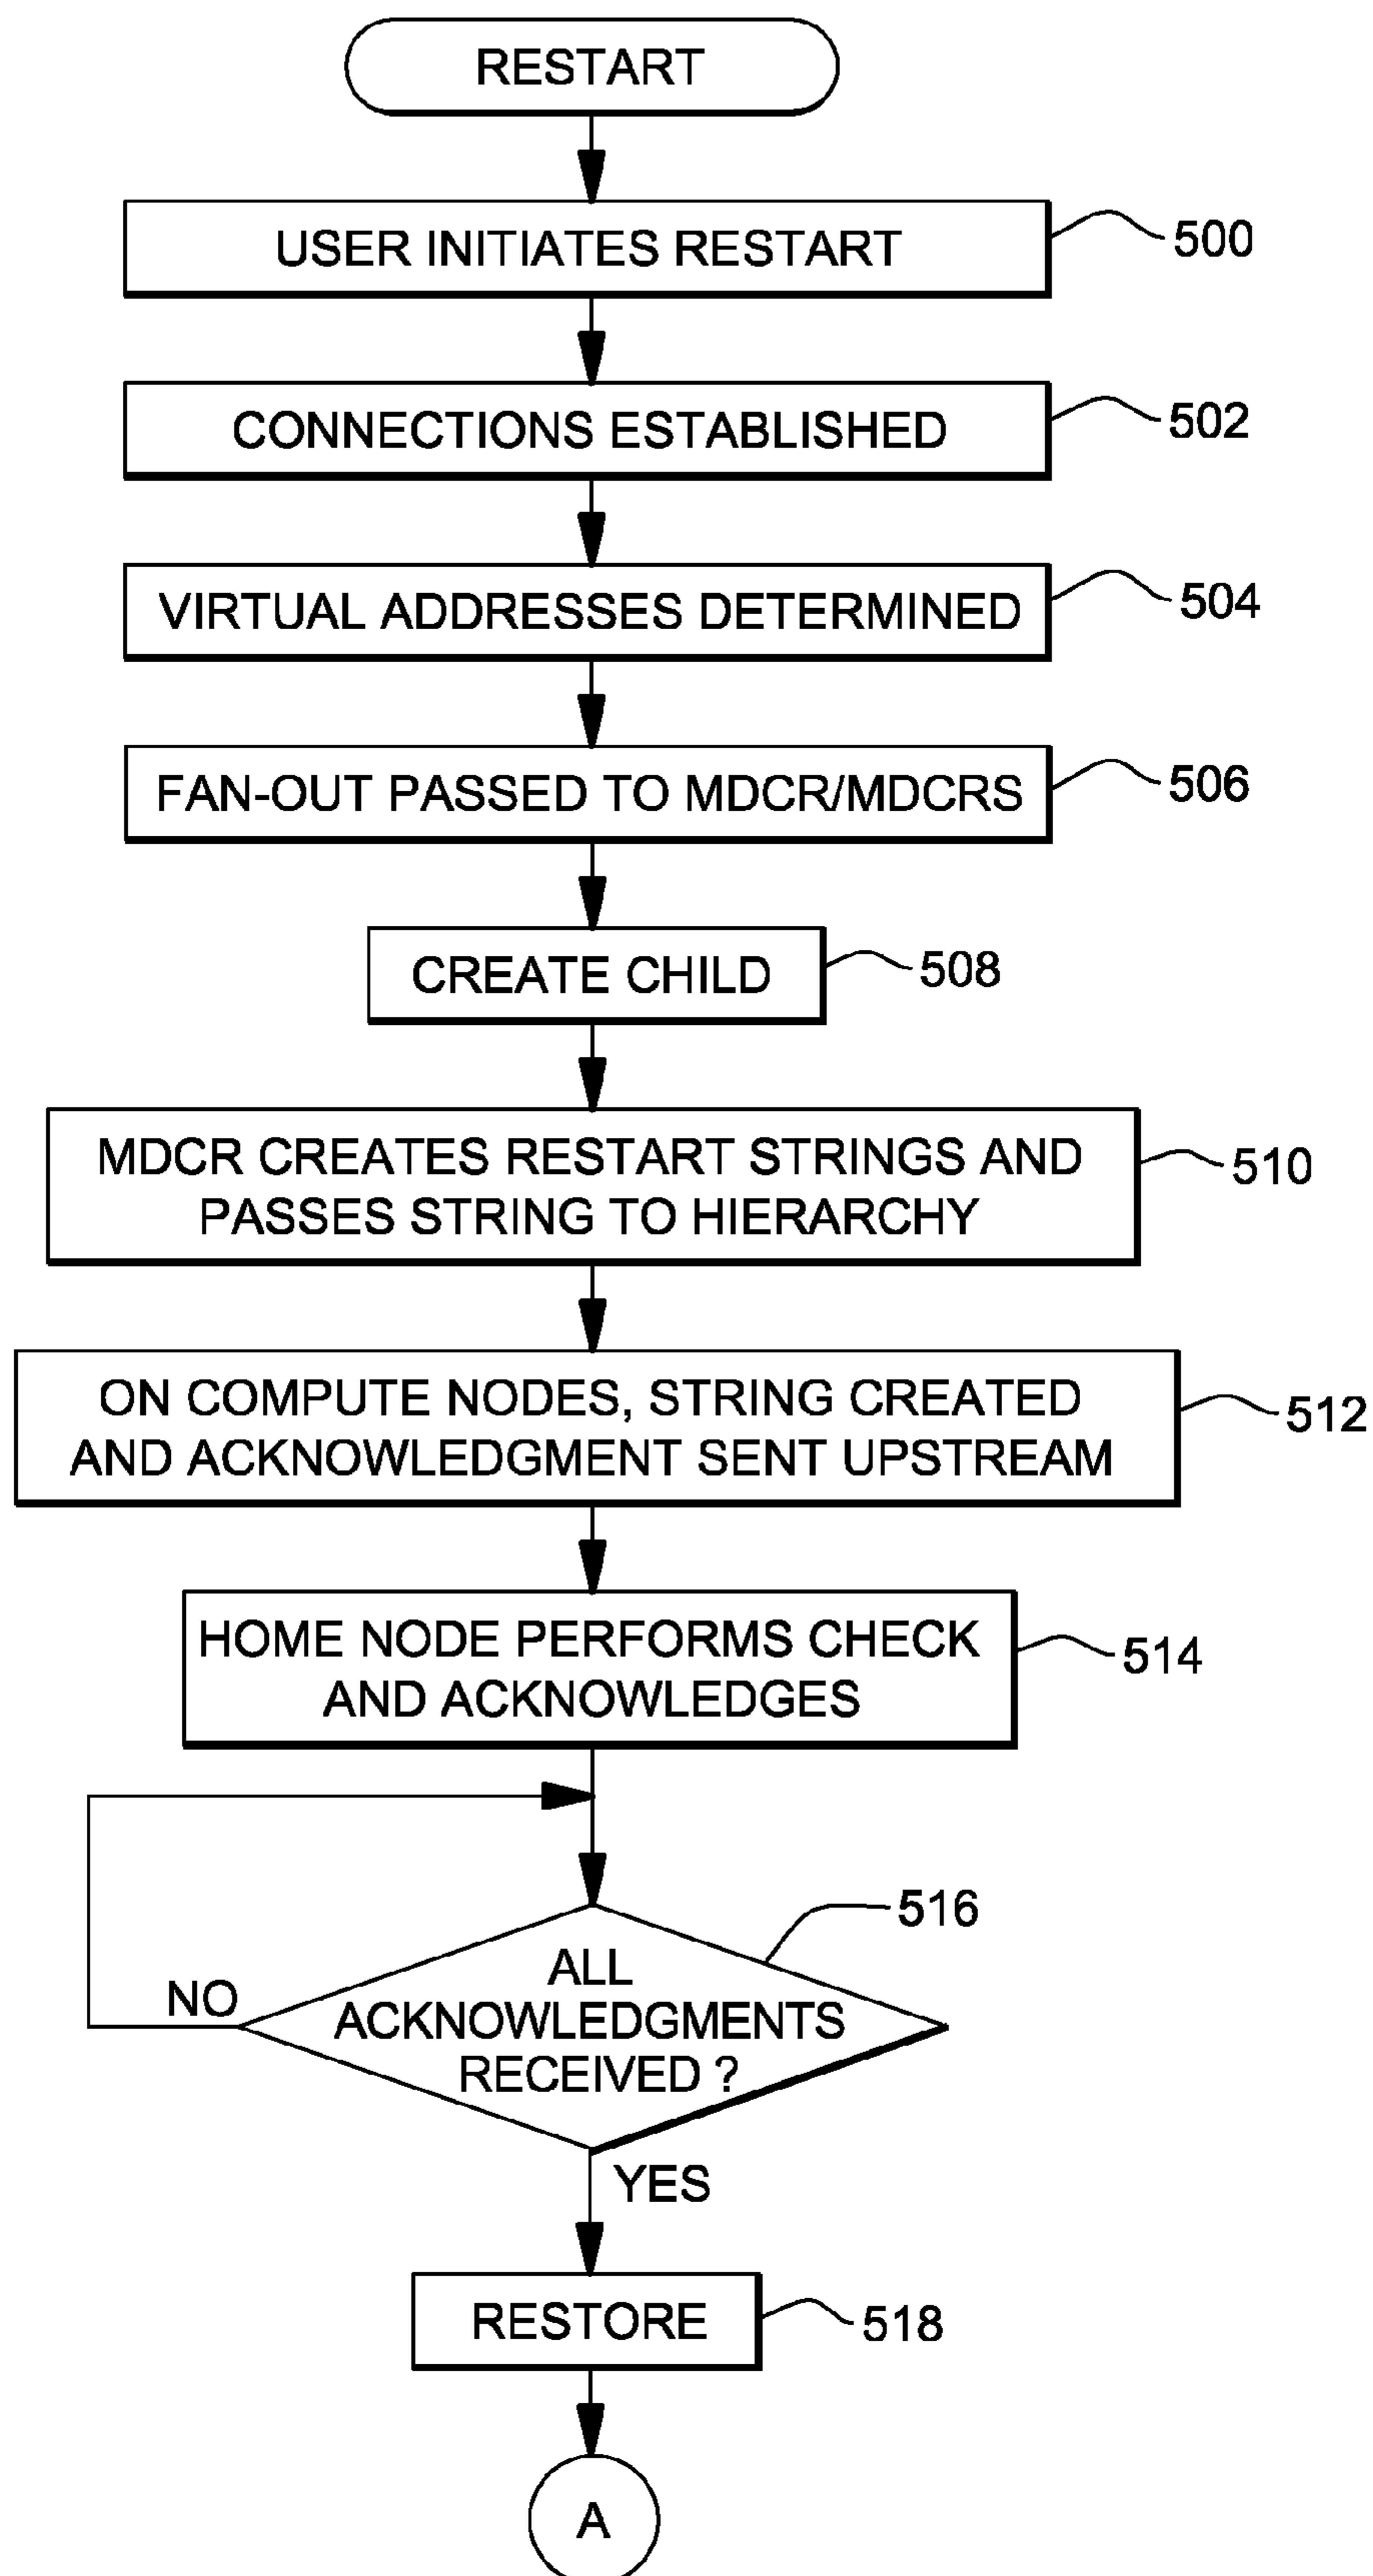 RESTART
USER INITIATES RESTART
500
CONNECTIONS ESTABLISHED
502
VIRTUAL ADDRESSES DETERMINED
504
FAN-OUT PASSED TO MDCR/MDCRS
506
CREATE CHILD
508
MDCR CREATES RESTART STRINGS AND
PASSES STRING TO HIERARCHY
510
ON COMPUTE NODES, STRING CREATED
AND ACKNOWLEDGMENT SENT UPSTREAM
512
HOME NODE PERFORMS CHECK
AND ACKNOWLEDGES
514
516
ALL
ACKNOWLEDGMENTS
RECEIVED ?
NO
YES
RESTORE
518
A